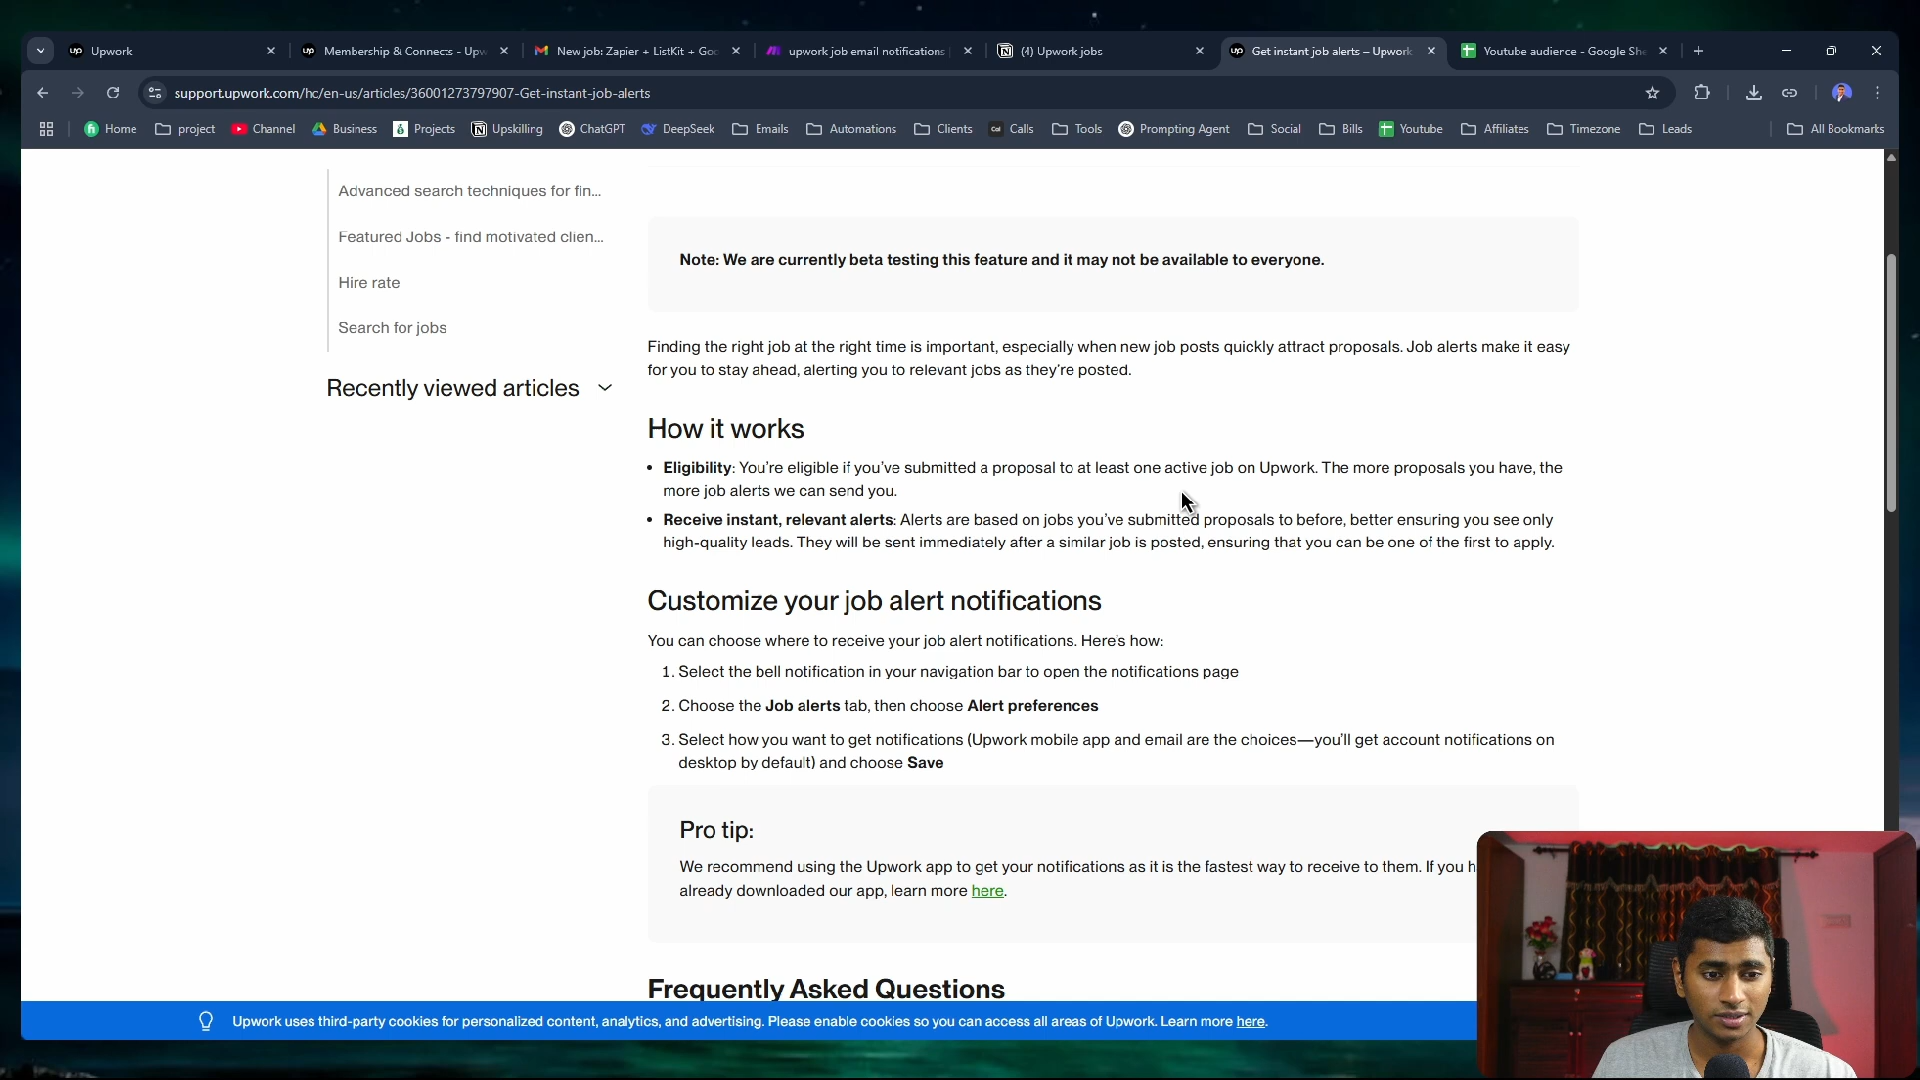 Upwork
Membership & Connects - Upw
New job: Zapier + ListKit + Goo
upwork job email notifications
(4) Upwork jobs
Get instant job alerts – Upwork
Youtube audience - Google She
support.upwork.com/hc/en-us/articles/36001273797907-Get-instant-job-alerts
Home
project
Channel
Business
Projects
Upskilling
ChatGPT
DeepSeek
Emails
Automations
Clients
Calls
Tools
Prompting Agent
Social
Bills
Youtube
Affiliates
Timezone
Leads
All Bookmarks
Advanced search techniques for fin...
Featured Jobs - find motivated clien...
Hire rate
Search for jobs
Recently viewed articles
Note: We are currently beta testing this feature and it may not be available to everyone.
Finding the right job at the right time is important, especially when new job posts quickly attract proposals. Job alerts make it easy
for you to stay ahead, alerting you to relevant jobs as they’re posted.
How it works
• Eligibility: You’re eligible if you’ve submitted a proposal to at least one active job on Upwork. The more proposals you have, the
more job alerts we can send you.
• Receive instant, relevant alerts: Alerts are based on jobs you’ve submitted proposals to before, better ensuring you see only
high-quality leads. They will be sent immediately after a similar job is posted, ensuring that you can be one of the first to apply.
Customize your job alert notifications
You can choose where to receive your job alert notifications. Here’s how:
1. Select the bell notification in your navigation bar to open the notifications page
2. Choose the Job alerts tab, then choose Alert preferences
3. Select how you want to get notifications (Upwork mobile app and email are the choices—you’ll get account notifications on
desktop by default) and choose Save
Pro tip:
We recommend using the Upwork app to get your notifications as it is the fastest way to receive to them. If you h
already downloaded our app, learn more here.
Frequently Asked Questions
Upwork uses third-party cookies for personalized content, analytics, and advertising. Please enable cookies so you can access all areas of Upwork. Learn more here.